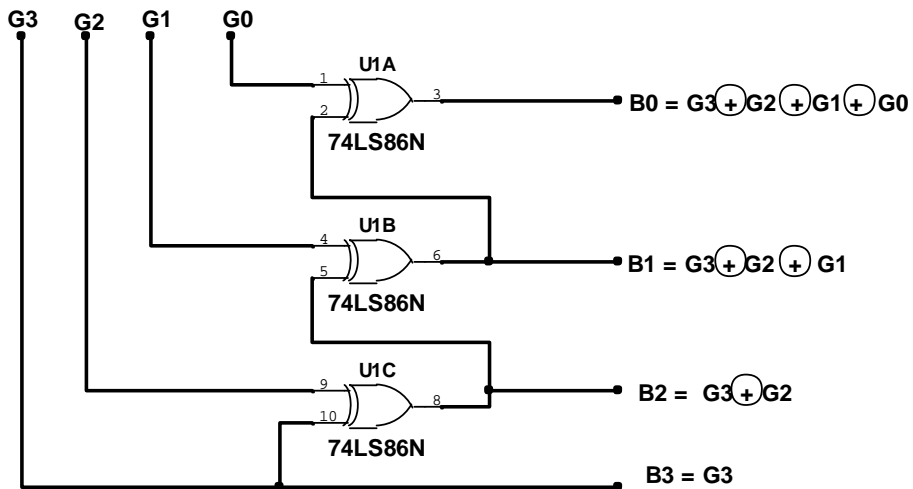 G3 G2 G1 G0
U1A
1
3
2
B0 = G3 ⊕ G2 ⊕ G1 ⊕ G0
74LS86N
U1B
4
6
5
B1 = G3 ⊕ G2 ⊕ G1
74LS86N
U1C
9
8
10
B2 = G3 ⊕ G2
74LS86N
B3 = G3